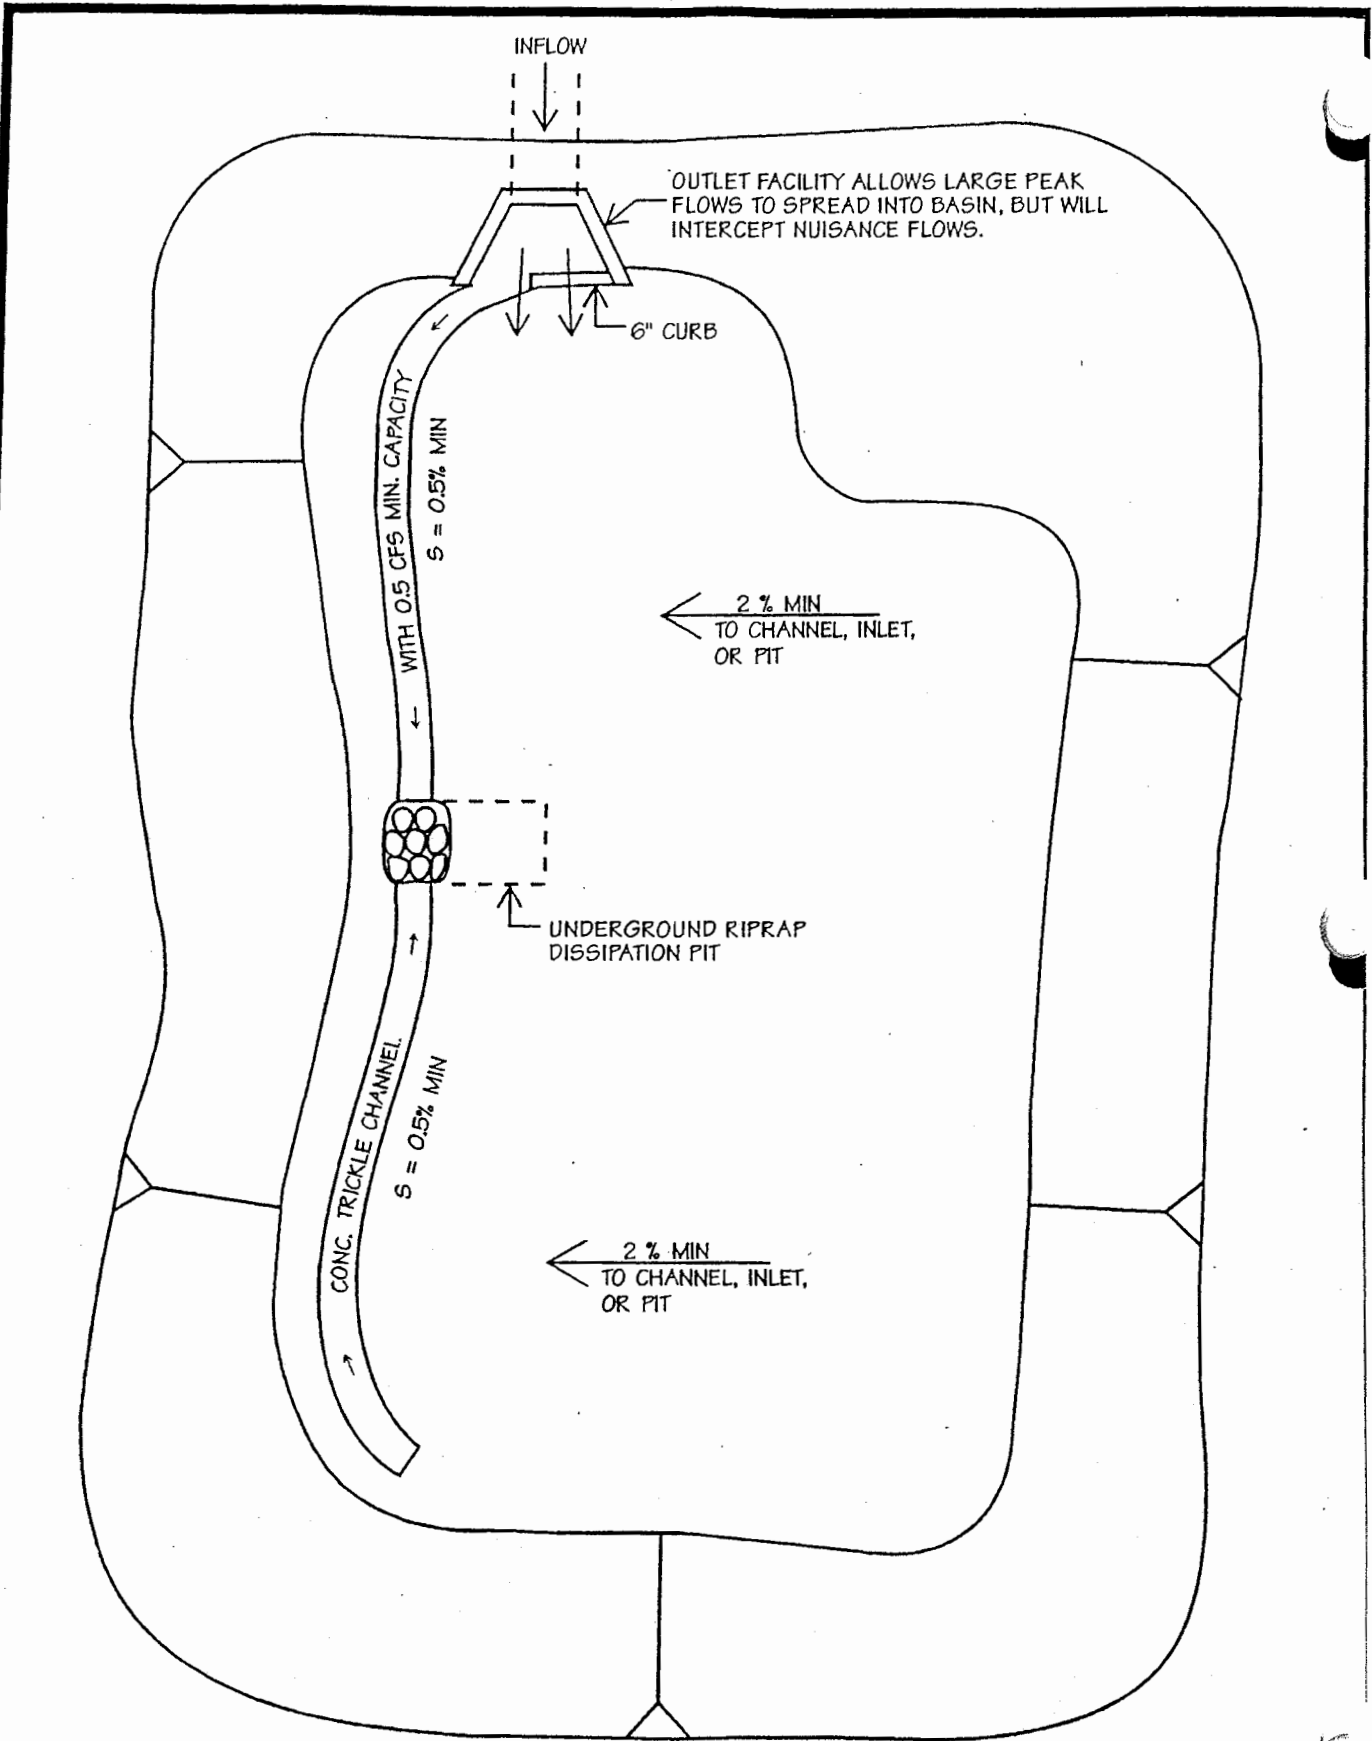 INFLOW
OUTLET FACILITY ALLOWS LARGE PEAK
FLOWS TO SPREAD INTO BASIN, BUT WILL
INTERCEPT NUISANCE FLOWS.
6" CURB
WITH 0.5 CFS MIN. CAPACITY
S = 0.5% MIN
2 % MIN
TO CHANNEL, INLET,
OR PIT
UNDERGROUND RIPRAP
DISSIPATION PIT
CONC. TRICKLE CHANNEL
S = 0.5% MIN
2 % MIN
TO CHANNEL, INLET,
OR PIT